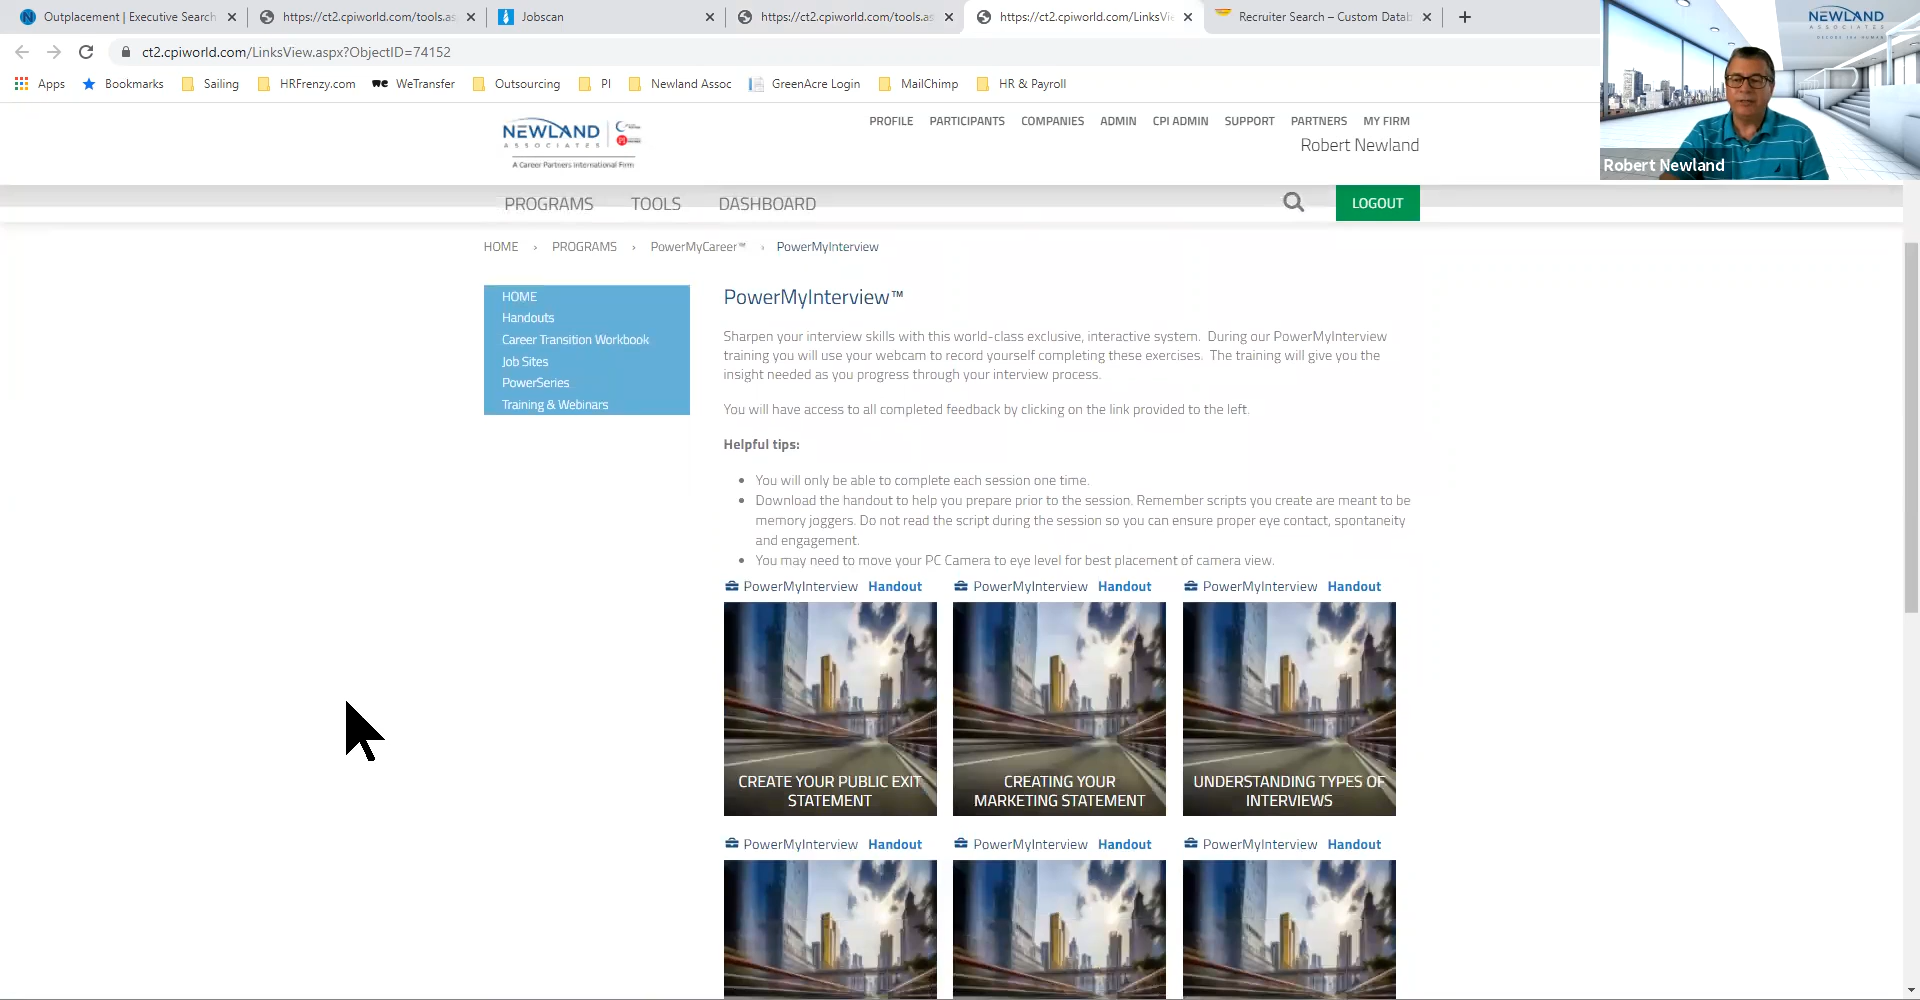 Outplacement | Executive Search
https://ct2.cpiworld.com/tools.as
Jobscan
https://ct2.cpiworld.com/tools.as
https://ct2.cpiworld.com/LinksVie
Recruiter Search – Custom Datab
ct2.cpiworld.com/LinksView.aspx?ObjectID=74152
Apps
Bookmarks
Sailing
HRFrenzy.com
we WeTransfer
Outsourcing
PI
Newland Assoc
GreenAcre Login
MailChimp
HR & Payroll
NEWLAND
ASSOCIATES
Robert Newland
NEWLAND
ASSOCIATES
A Career Partners International Firm
PROFILE PARTICIPANTS COMPANIES ADMIN CPI ADMIN SUPPORT PARTNERS MY FIRM
Robert Newland
PROGRAMS TOOLS DASHBOARD
LOGOUT
HOME › PROGRAMS › PowerMyCareer™ › PowerMyInterview
HOME
Handouts
Career Transition Workbook
Job Sites
PowerSeries
Training & Webinars
PowerMyInterview™
Sharpen your interview skills with this world-class exclusive, interactive system. During our PowerMyInterview
training you will use your webcam to record yourself completing these exercises. The training will give you the
insight needed as you progress through your interview process.
You will have access to all completed feedback by clicking on the link provided to the left.
Helpful tips:
• You will only be able to complete each session one time.
• Download the handout to help you prepare prior to the session. Remember scripts you create are meant to be
memory joggers. Do not read the script during the session so you can ensure proper eye contact, spontaneity
and engagement.
• You may need to move your PC Camera to eye level for best placement of camera view.
PowerMyInterview Handout
PowerMyInterview Handout
PowerMyInterview Handout
CREATE YOUR PUBLIC EXIT
STATEMENT
CREATING YOUR
MARKETING STATEMENT
UNDERSTANDING TYPES OF
INTERVIEWS
PowerMyInterview Handout
PowerMyInterview Handout
PowerMyInterview Handout